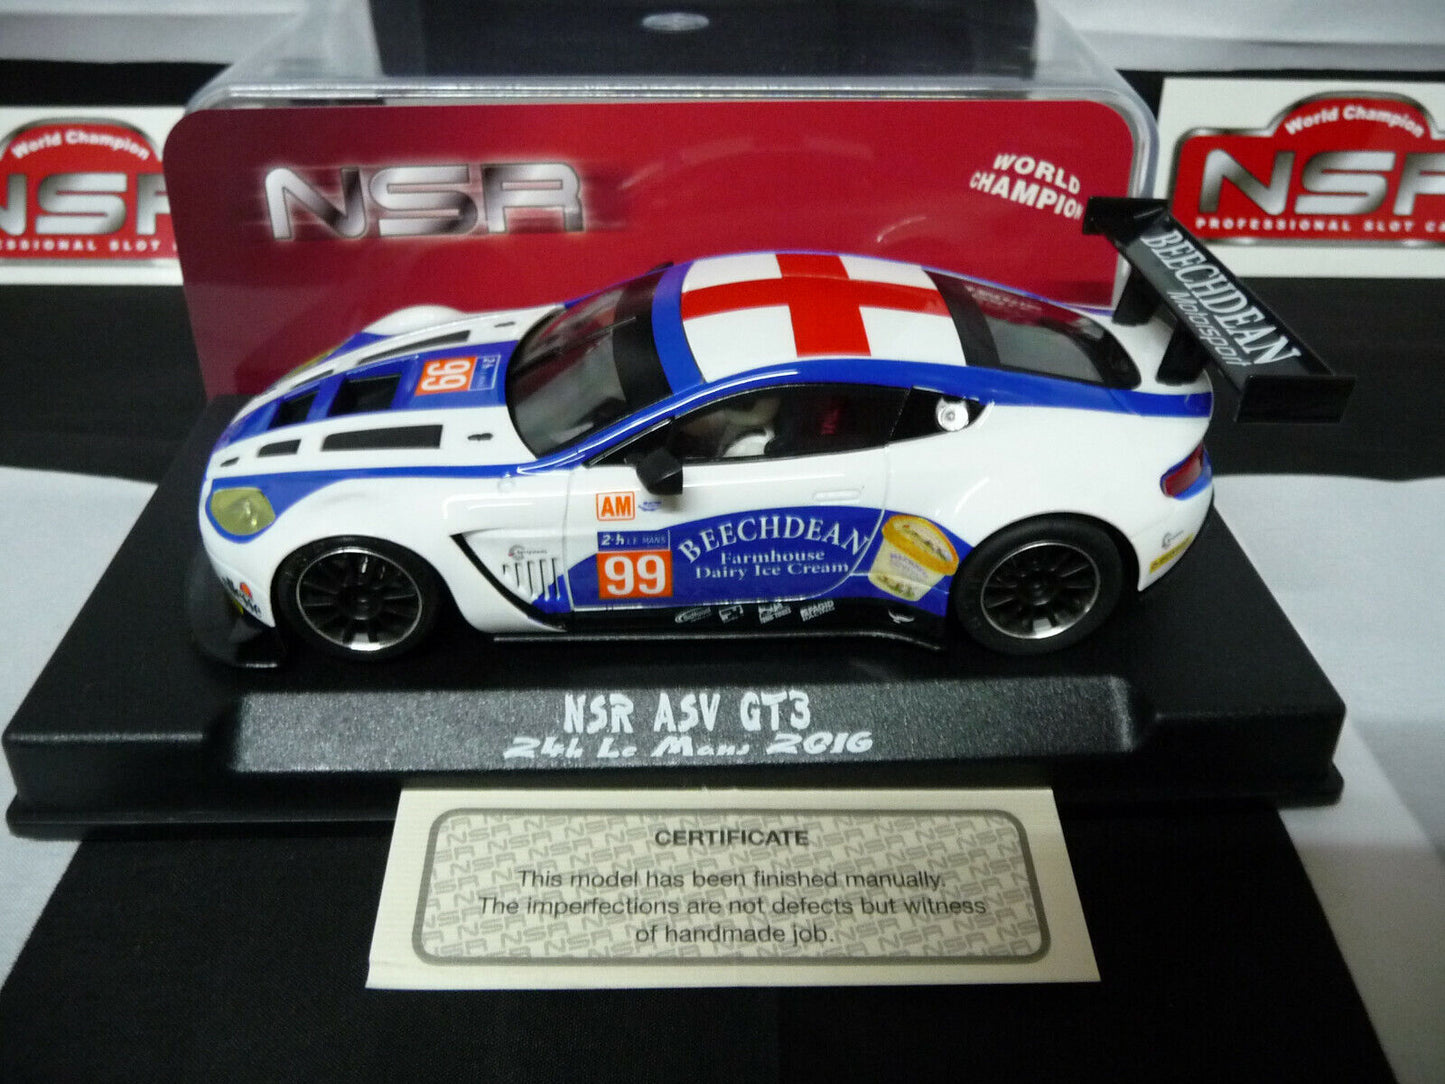 World Champion
NSR
NSR
WORLD
CHAMPION
World Champion
NSR
PROFESSIONAL SLOT CA
BEECHDEAN
Motorsport
99
24h
AM
24h LE MANS
99
BEECHDEAN
Farmhouse
Dairy Ice Cream
PAGID
NSR ASV GT3
24h Le Mans 2016
CERTIFICATE
This model has been finished manually.
The imperfections are not defects but witness
of handmade job.